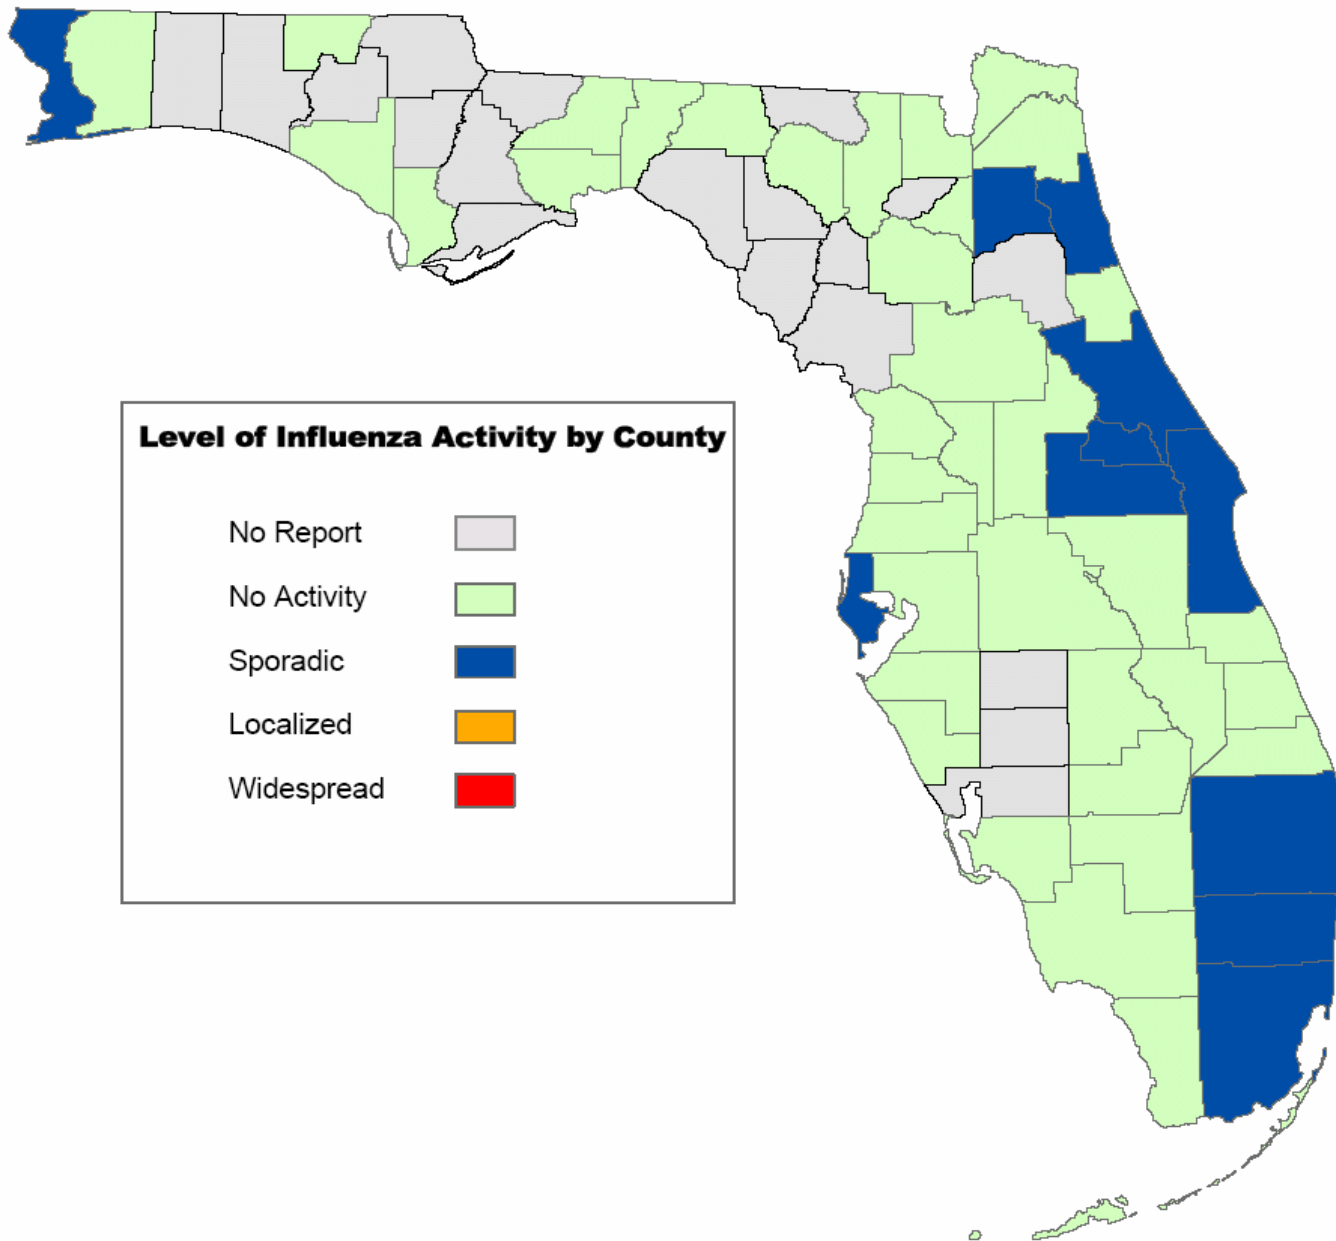 Level of Influenza Activity by County
No Report
No Activity
Sporadic
Localized
Widespread